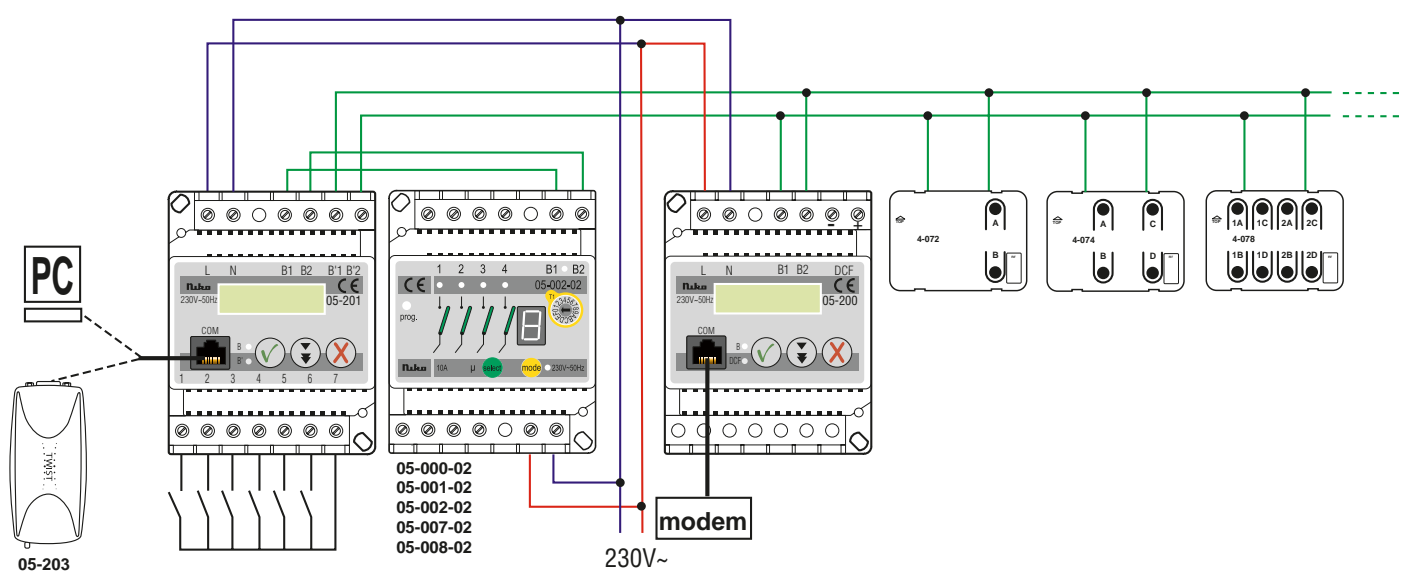 L N B1 B2 B'1 B'2
Niko
230V~50Hz
05-201
COM
B
B'
1 2 3 4 5 6 7
PC
TWIST
05-203
1 2 3 4 B1 B2
05-002-02
prog.
T1
Niko 10A µ select mode 230V~50Hz
05-000-02
05-001-02
05-002-02
05-007-02
05-008-02
230V~
L N B1 B2 DCF
- +
Niko
230V~50Hz
05-200
COM
B
DCF
modem
4-072
A
B
4-074
A C
B D
4-078
1A 1C 2A 2C
1B 1D 2B 2D